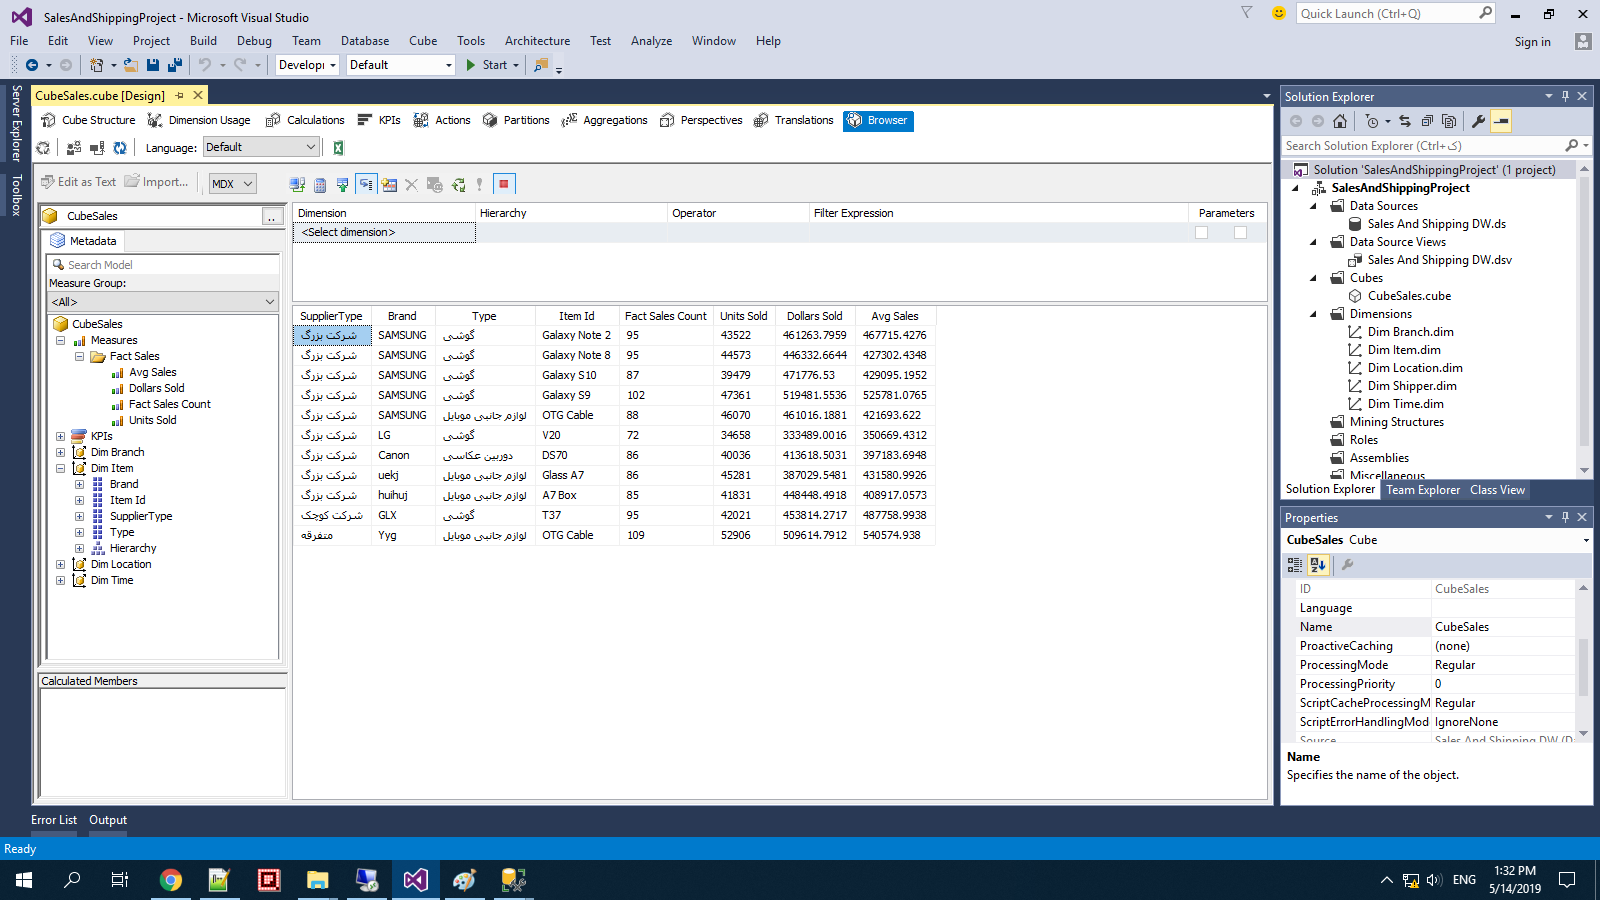 SalesAndShippingProject - Microsoft Visual Studio
Quick Launch (Ctrl+Q)
File Edit View Project Build Debug Team Database Cube Tools Architecture Test Analyze Window Help
Sign in
Developı Default Start
Server Explorer
Toolbox
CubeSales.cube [Design]
Cube Structure Dimension Usage Calculations KPIs Actions Partitions Aggregations Perspectives Translations Browser
Language: Default
Edit as Text Import... MDX
CubeSales ..
Metadata
Search Model
Measure Group:
<All>
CubeSales
Measures
Fact Sales
Avg Sales
Dollars Sold
Fact Sales Count
Units Sold
KPIs
Dim Branch
Dim Item
Brand
Item Id
SupplierType
Type
Hierarchy
Dim Location
Dim Time
Calculated Members
Dimension Hierarchy Operator Filter Expression Parameters
<Select dimension>
SupplierType Brand Type Item Id Fact Sales Count Units Sold Dollars Sold Avg Sales
شرکت بزرگ SAMSUNG گوشی Galaxy Note 2 95 43522 461263.7959 467715.4276
شرکت بزرگ SAMSUNG گوشی Galaxy Note 8 95 44573 446332.6644 427302.4348
شرکت بزرگ SAMSUNG گوشی Galaxy S10 87 39479 471776.53 429095.1952
شرکت بزرگ SAMSUNG گوشی Galaxy S9 102 47361 519481.5536 525781.0765
شرکت بزرگ SAMSUNG لوازم جانبی موبایل OTG Cable 88 46070 461016.1881 421693.622
شرکت بزرگ LG گوشی V20 72 34658 333489.0016 350669.4312
شرکت بزرگ Canon دوربین عکاسی DS70 86 40036 413618.5031 397183.6948
شرکت بزرگ uekj لوازم جانبی موبایل Glass A7 86 45281 387029.5481 431580.9926
شرکت بزرگ huihuj لوازم جانبی موبایل A7 Box 85 41831 448448.4918 408917.0573
شرکت کوچک GLX گوشی T37 95 42021 453814.2717 487758.9938
متفرقه Yyg لوازم جانبی موبایل OTG Cable 109 52906 509614.7912 540574.938
Solution Explorer
Search Solution Explorer (Ctrl+ک)
Solution 'SalesAndShippingProject' (1 project)
SalesAndShippingProject
Data Sources
Sales And Shipping DW.ds
Data Source Views
Sales And Shipping DW.dsv
Cubes
CubeSales.cube
Dimensions
Dim Branch.dim
Dim Item.dim
Dim Location.dim
Dim Shipper.dim
Dim Time.dim
Mining Structures
Roles
Assemblies
Miscellaneous
Solution Explorer Team Explorer Class View
Properties
CubeSales Cube
ID CubeSales
Language
Name CubeSales
ProactiveCaching (none)
ProcessingMode Regular
ProcessingPriority 0
ScriptCacheProcessingM Regular
ScriptErrorHandlingMod IgnoreNone
Source Sales And Shipping DW (D
Name
Specifies the name of the object.
Error List Output
Ready
ENG
1:32 PM
5/14/2019